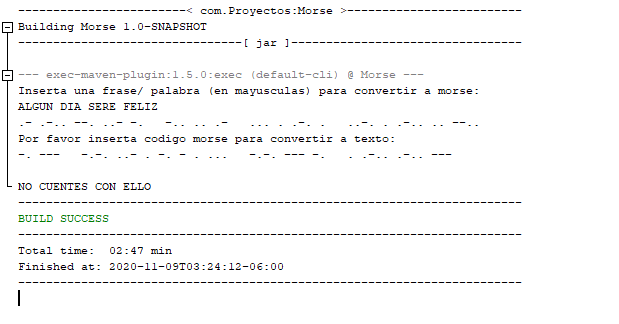 ------------------------< com.Proyectos:Morse >-------------------------
Building Morse 1.0-SNAPSHOT
--------------------------------[ jar ]---------------------------------
--- exec-maven-plugin:1.5.0:exec (default-cli) @ Morse ---
Inserta una frase/ palabra (en mayusculas) para convertir a morse:
ALGUN DIA SERE FELIZ
.- .-.. --. ..- -.   -.. .. .-   ... . .-. .   ..-. . .-.. .. --..
Por favor inserta codigo morse para convertir a texto:
-. ---   -.-. ..- . -. - . ...   -.-. --- -.   . .-.. .-.. ---
NO CUENTES CON ELLO
------------------------------------------------------------------------
BUILD SUCCESS
------------------------------------------------------------------------
Total time:  02:47 min
Finished at: 2020-11-09T03:24:12-06:00
------------------------------------------------------------------------